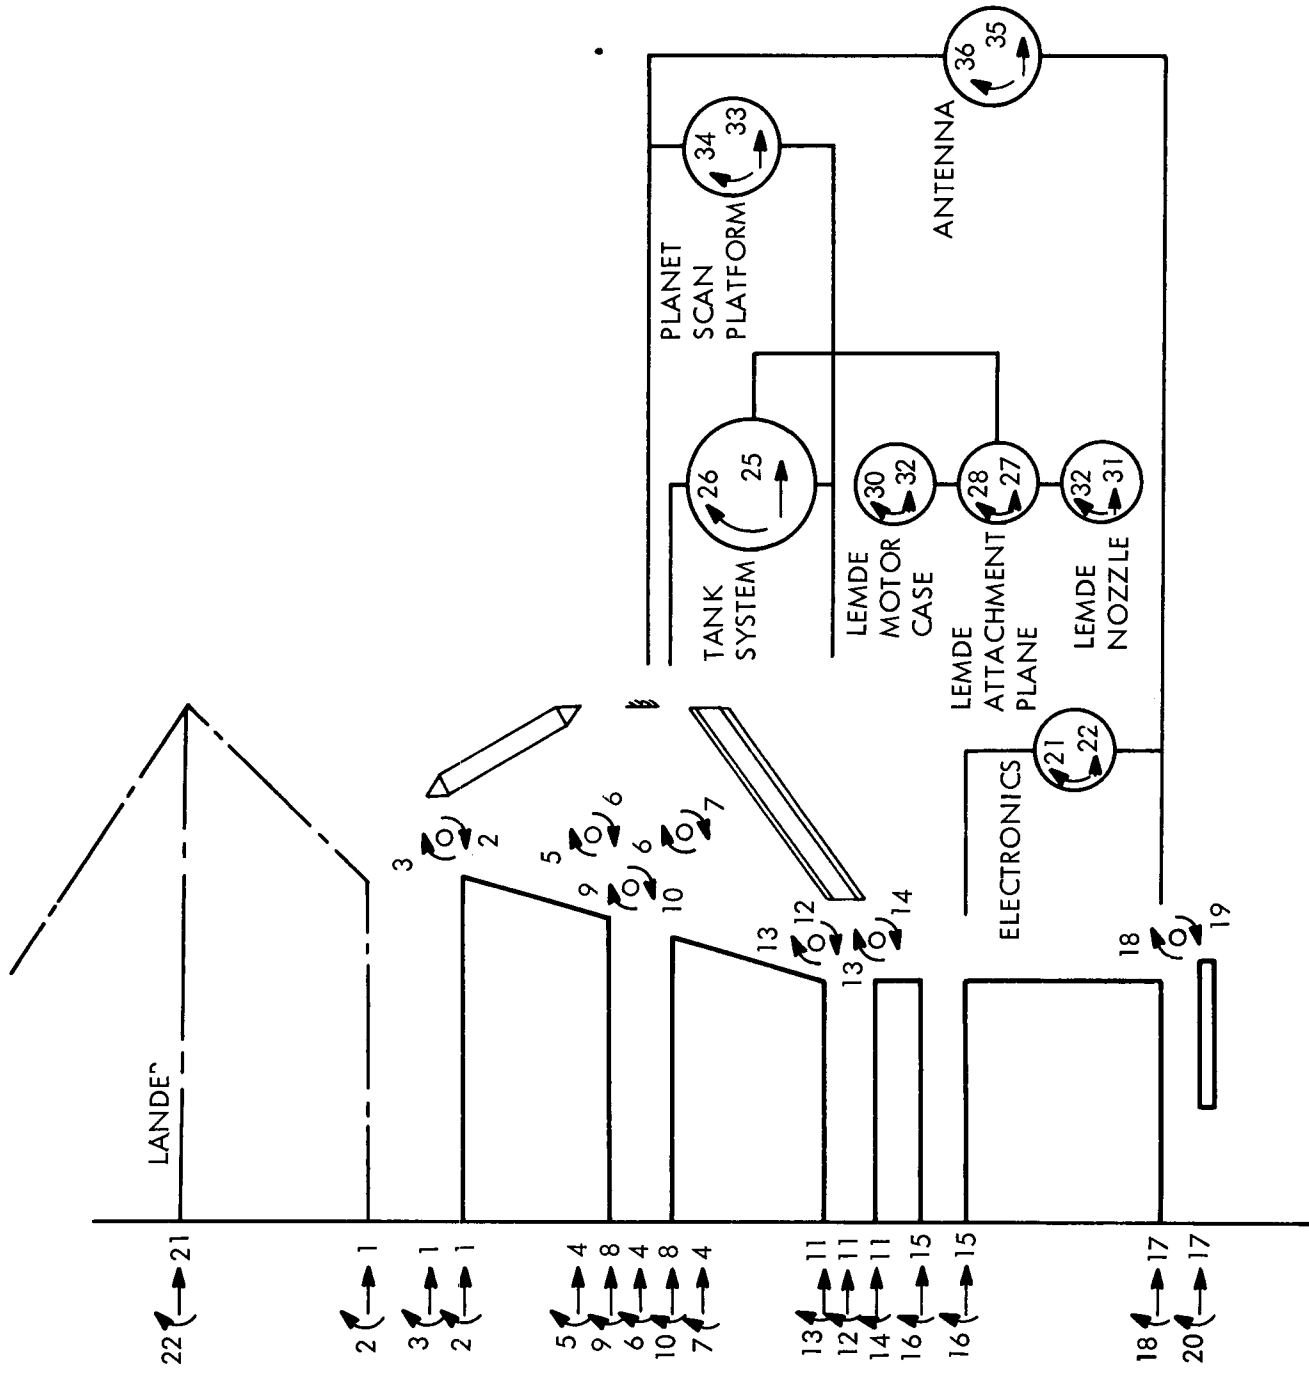 22 21
2 1
3 1
2 1
5 4
9 8
6 4
10 8
7 4
13 11
12 11
14 11
16 15
16 15
18 17
20 17
LANDE
3
2
5
6
9
10
6
7
13
12
13
14
18
19
ELECTRONICS
21
22
TANK
SYSTEM
26
25
LEMDE
MOTOR
CASE
30
32
LEMDE
ATTACHMENT
PLANE
28
27
LEMDE
NOZZLE
32
31
PLANET
SCAN
PLATFORM
34
33
ANTENNA
36
35